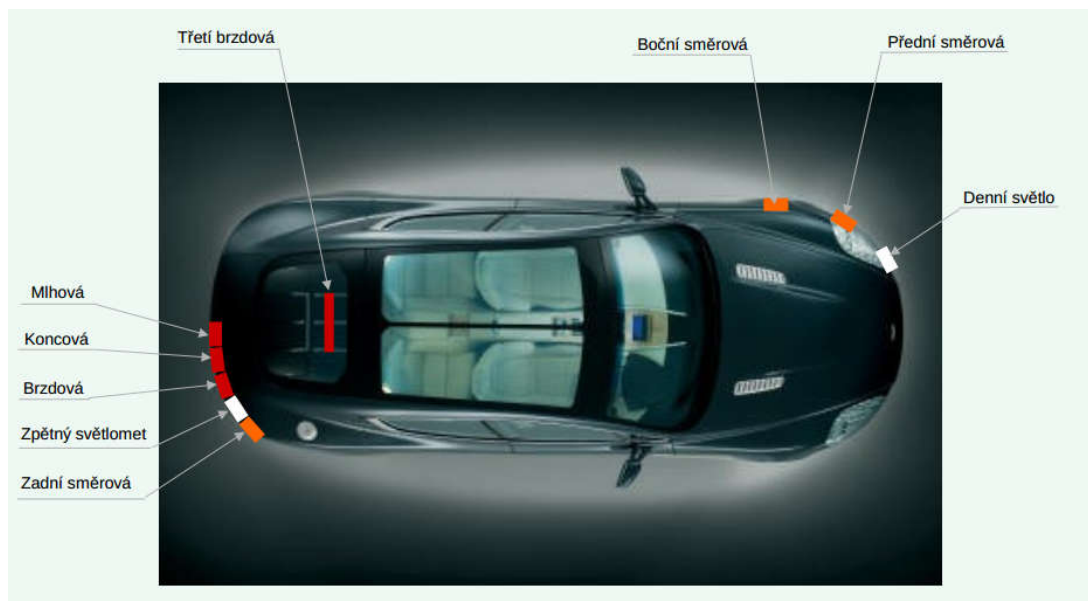 Třetí brzdová
Boční směrová
Přední směrová
Denní světlo
Mlhová
Koncová
Brzdová
Zpětný světlomet
Zadní směrová